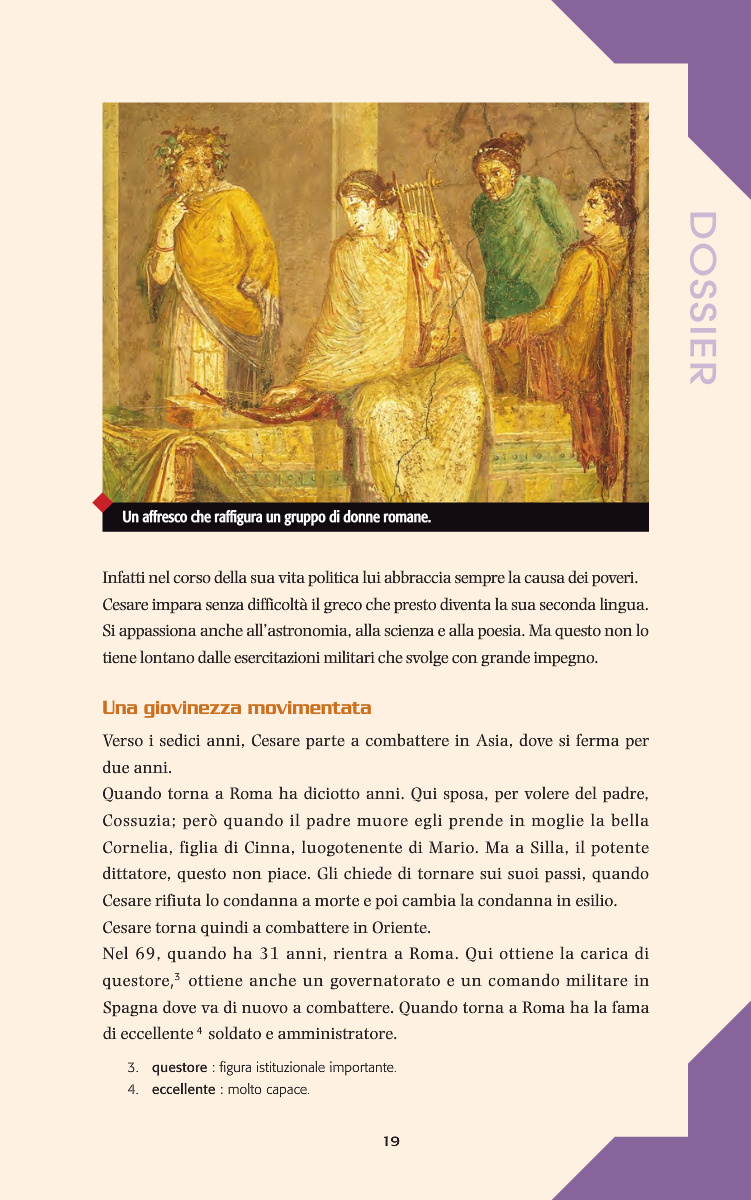 DOSSIER
Un affresco che raffigura un gruppo di donne romane.
Infatti nel corso della sua vita politica lui abbraccia sempre la causa dei poveri.
Cesare impara senza difficoltà il greco che presto diventa la sua seconda lingua.
Si appassiona anche all'astronomia, alla scienza e alla poesia. Ma questo non lo
tiene lontano dalle esercitazioni militari che svolge con grande impegno.
Una giovinezza movimentata
Verso i sedici anni, Cesare parte a combattere in Asia, dove si ferma per
due anni.
Quando torna a Roma ha diciotto anni. Qui sposa, per volere del padre,
Cossuzia; però quando il padre muore egli prende in moglie la bella
Cornelia, figlia di Cinna, luogotenente di Mario. Ma a Silla, il potente
dittatore, questo non piace. Gli chiede di tornare sui suoi passi, quando
Cesare rifiuta lo condanna a morte e poi cambia la condanna in esilio.
Cesare torna quindi a combattere in Oriente.
Nel 69, quando ha 31 anni, rientra a Roma. Qui ottiene la carica di
questore,3 ottiene anche un governatorato e un comando militare in
Spagna dove va di nuovo a combattere. Quando torna a Roma ha la fama
di eccellente4 soldato e amministratore.
3. questore : figura istituzionale importante.
4. eccellente : molto capace.
19